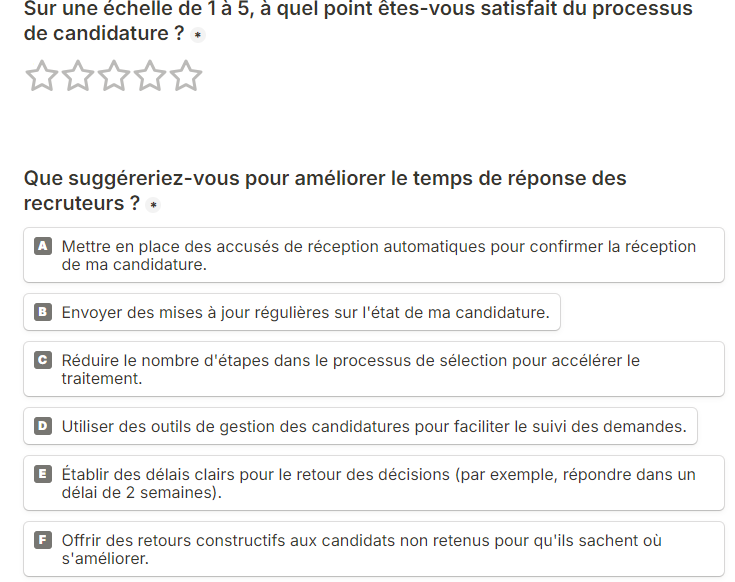 Sur une échelle de 1 à 5, à quel point êtes-vous satisfait du processus
de candidature ? *
Que suggéreriez-vous pour améliorer le temps de réponse des
recruteurs ? *
A Mettre en place des accusés de réception automatiques pour confirmer la réception
de ma candidature.
B Envoyer des mises à jour régulières sur l'état de ma candidature.
C Réduire le nombre d'étapes dans le processus de sélection pour accélérer le
traitement.
D Utiliser des outils de gestion des candidatures pour faciliter le suivi des demandes.
E Établir des délais clairs pour le retour des décisions (par exemple, répondre dans un
délai de 2 semaines).
F Offrir des retours constructifs aux candidats non retenus pour qu'ils sachent où
s'améliorer.